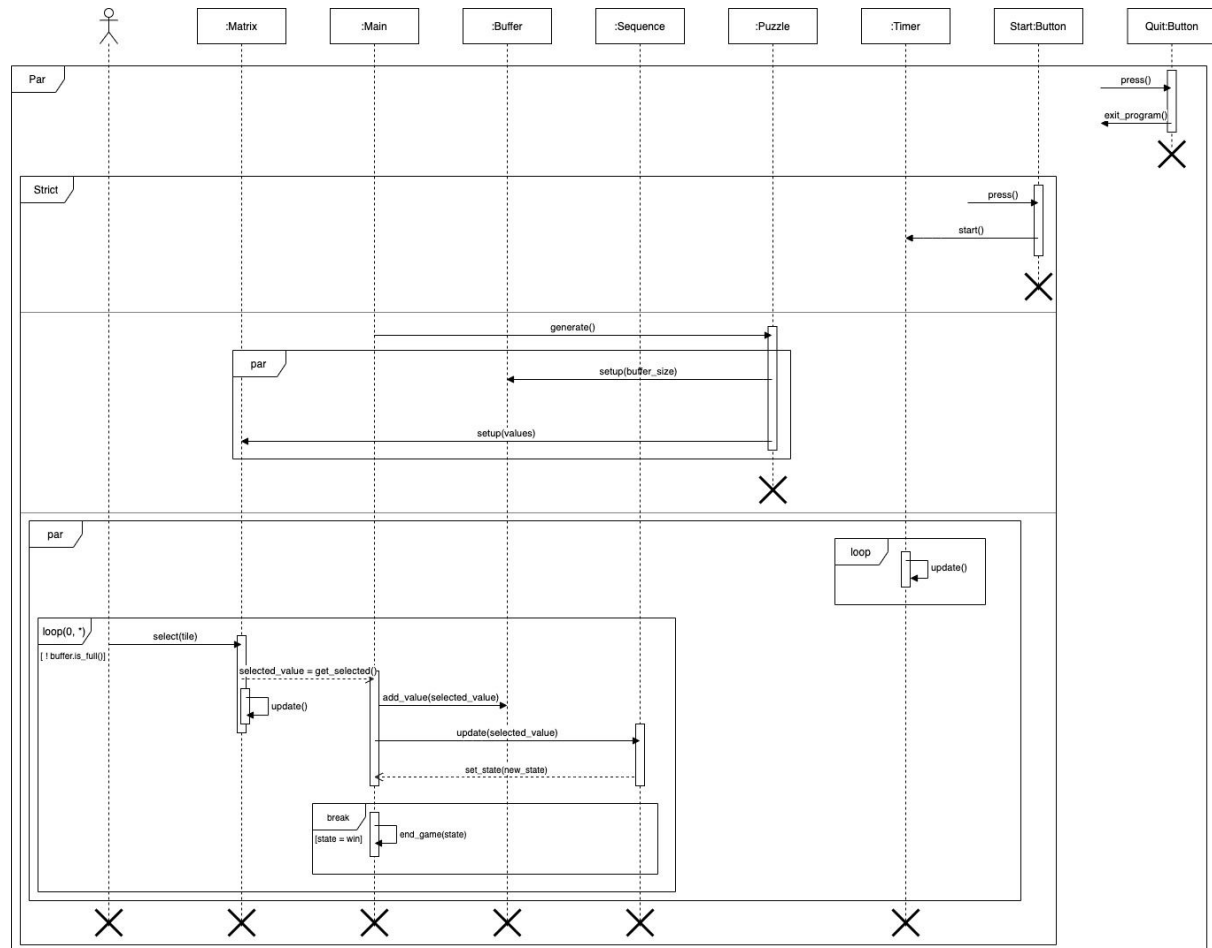 :Matrix
:Main
:Buffer
:Sequence
:Puzzle
:Timer
Start:Button
Quit:Button
Par
press()
exit_program()
Strict
press()
start()
generate()
par
setup(buffer_size)
setup(values)
par
loop
update()
loop(0, *)
[ ! buffer.is_full()]
select(tile)
selected_value = get_selected()
update()
add_value(selected_value)
update(selected_value)
set_state(new_state)
break
[state = win]
end_game(state)